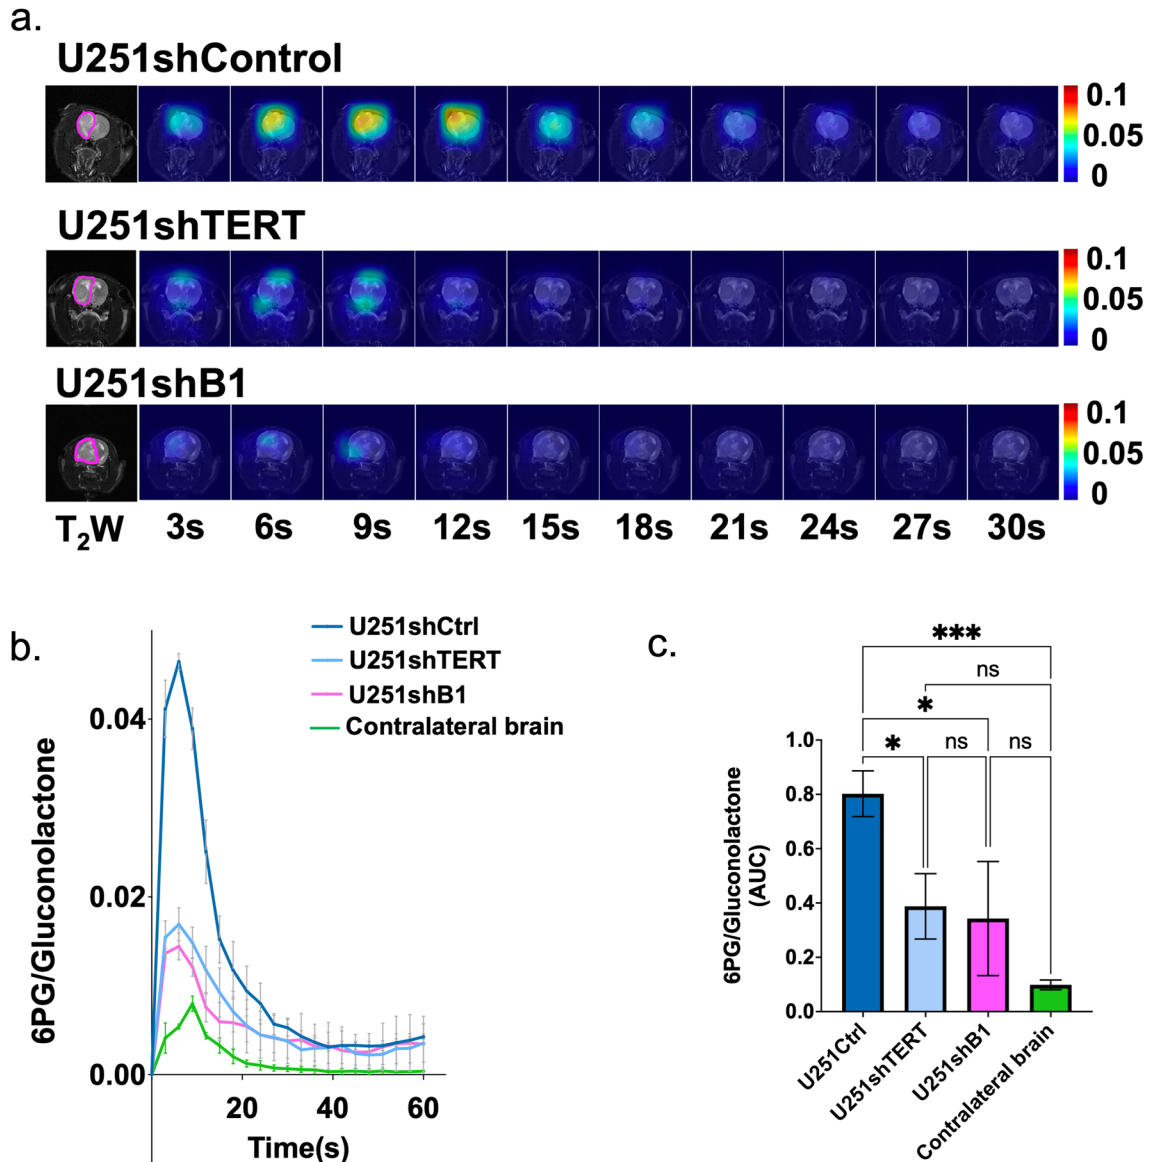 a.
U251shControl
0.1
0.05
0
U251shTERT
0.1
0.05
0
U251shB1
0.1
0.05
0
T2W 3s 6s 9s 12s 15s 18s 21s 24s 27s 30s
b.
U251shCtrl
U251shTERT
U251shB1
Contralateral brain
6PG/Gluconolactone
0.04
0.02
0.00
20 40 60
Time(s)
c.
***
ns
*
* ns ns
6PG/Gluconolactone
(AUC)
1.0
0.8
0.6
0.4
0.2
0.0
U251Ctrl
U251shTERT
U251shB1
Contralateral brain